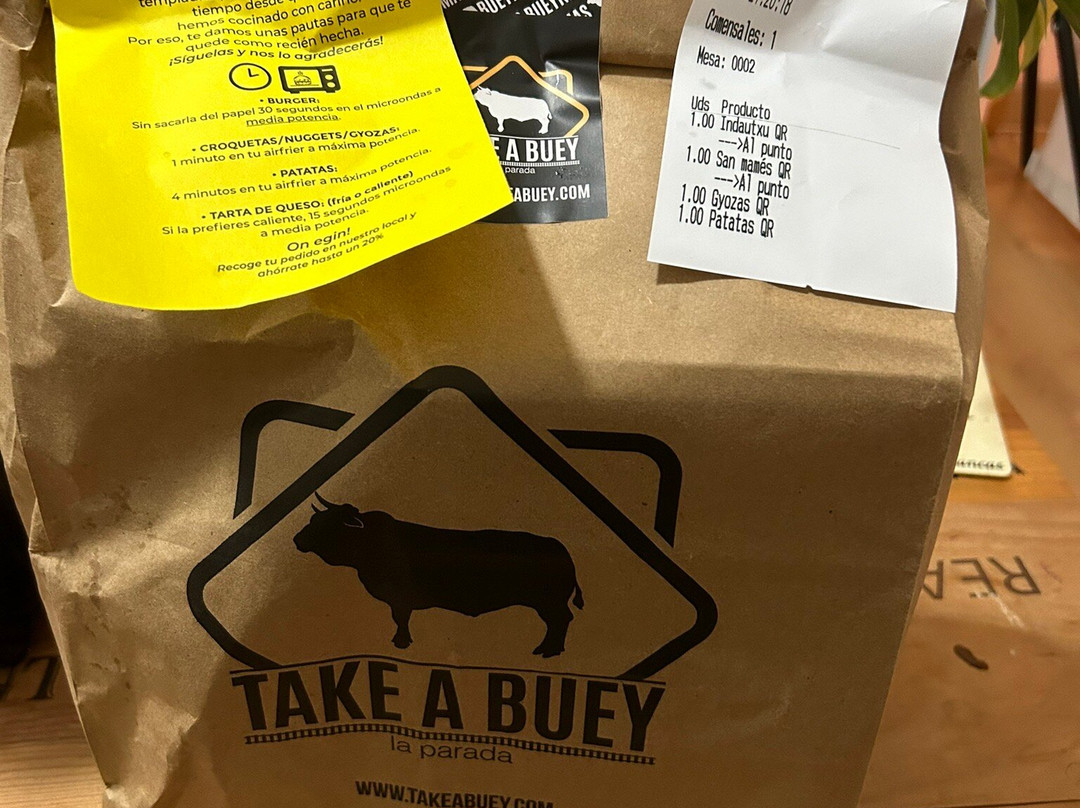 tiempo desde
hemos cocinado con cariño.
Por eso, te damos unas pautas para que te
quede como recién hecha.
¡Síguelas y nos lo agradecerás!
• BURGER:
Sin sacarla del papel 30 segundos en el microondas a
media potencia.
• CROQUETAS/NUGGETS/GYOZAS:
1 minuto en tu airfrier a máxima potencia.
• PATATAS:
4 minutos en tu airfrier a máxima potencia.
• TARTA DE QUESO: (fría o caliente)
Si la prefieres caliente, 15 segundos microondas
a media potencia.
On egin!
Recoge tu pedido en nuestro local y
ahórrate hasta un 20%
E A BUEY
parada
EABUEY.COM
Comensales: 1
Mesa: 0002
Uds Producto
1.00 Indautxu QR
--->Al punto
1.00 San mamés QR
--->Al punto
1.00 Gyozas QR
1.00 Patatas QR
TAKE A BUEY
la parada
WWW.TAKEABUEY.COM